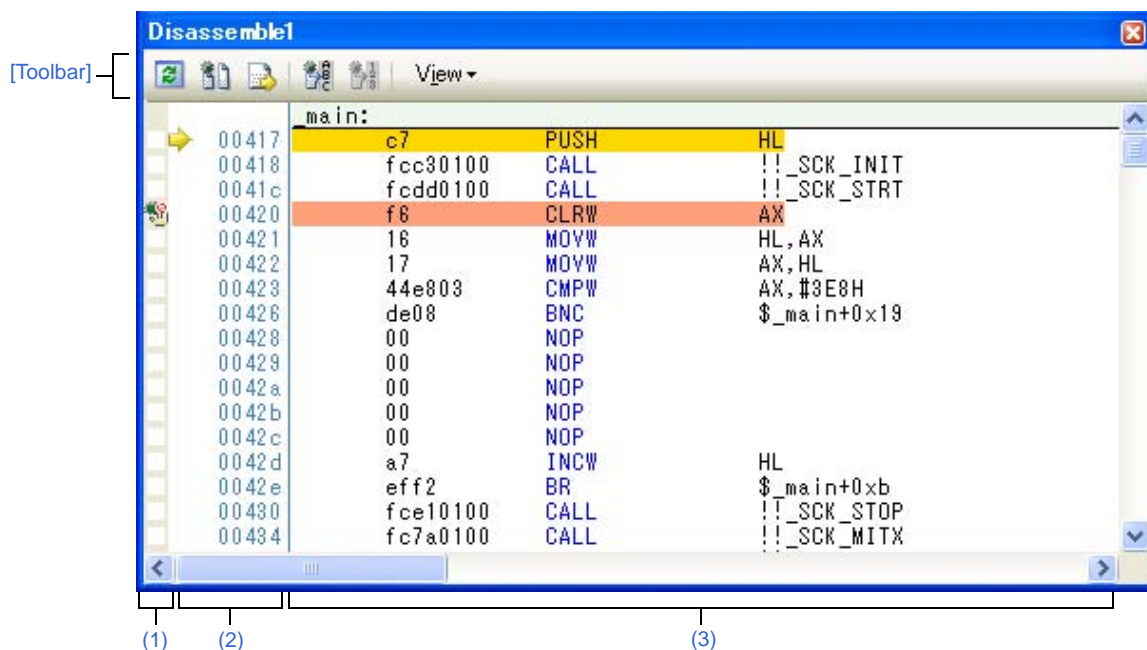 Disassemble1
[Toolbar]
View
_main:
00417 c7 PUSH HL
00418 fcc30100 CALL !!_SCK_INIT
0041c fcdd0100 CALL !!_SCK_STRT
00420 f6 CLRW AX
00421 16 MOVW HL,AX
00422 17 MOVW AX,HL
00423 44e803 CMPW AX,#3E8H
00426 de08 BNC $_main+0x19
00428 00 NOP
00429 00 NOP
0042a 00 NOP
0042b 00 NOP
0042c 00 NOP
0042d a7 INCW HL
0042e eff2 BR $_main+0xb
00430 fce10100 CALL !!_SCK_STOP
00434 fc7a0100 CALL !!_SCK_MITX
(1) (2) (3)